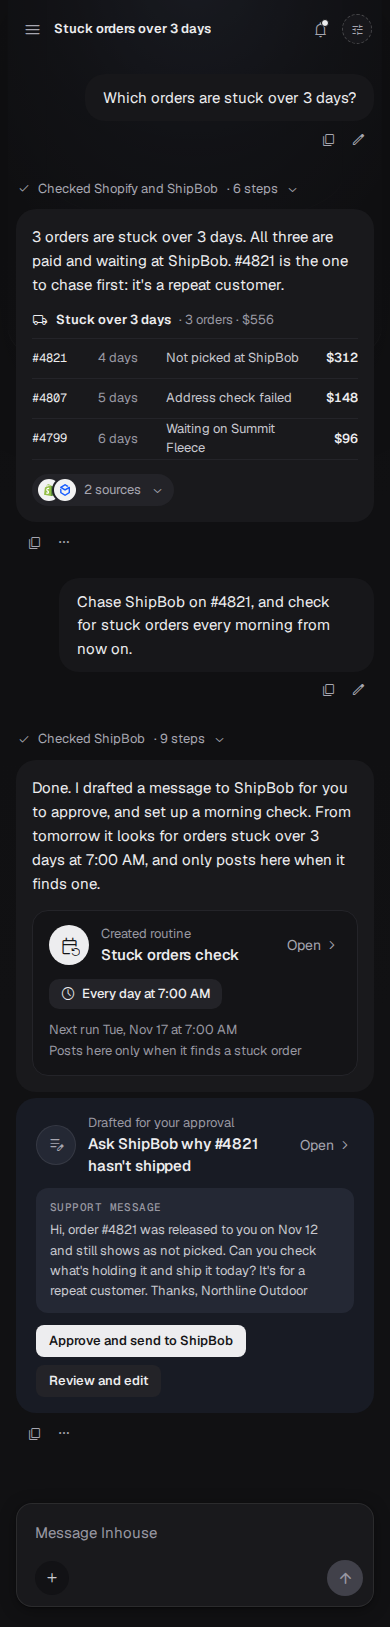 Stuck orders over 3 days
Which orders are stuck over 3 days?
Checked Shopify and ShipBob · 6 steps
3 orders are stuck over 3 days. All three are
paid and waiting at ShipBob. #4821 is the one
to chase first: it's a repeat customer.
Stuck over 3 days · 3 orders · $556
#4821 4 days Not picked at ShipBob $312
#4807 5 days Address check failed $148
#4799 6 days Waiting on Summit Fleece $96
2 sources
Chase ShipBob on #4821, and check
for stuck orders every morning from
now on.
Checked ShipBob · 9 steps
Done. I drafted a message to ShipBob for you
to approve, and set up a morning check. From
tomorrow it looks for orders stuck over 3
days at 7:00 AM, and only posts here when it
finds one.
Created routine
Stuck orders check
Open
Every day at 7:00 AM
Next run Tue, Nov 17 at 7:00 AM
Posts here only when it finds a stuck order
Drafted for your approval
Ask ShipBob why #4821
hasn't shipped
Open
SUPPORT MESSAGE
Hi, order #4821 was released to you on Nov 12
and still shows as not picked. Can you check
what's holding it and ship it today? It's for a
repeat customer. Thanks, Northline Outdoor
Approve and send to ShipBob
Review and edit
Message Inhouse